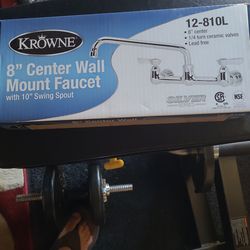 KROWNE
12-810L
• 8" center
• 1/4 turn ceramic valves
• Lead free
8" Center Wall
Mount Faucet
with 10" Swing Spout
SILVER
NSF